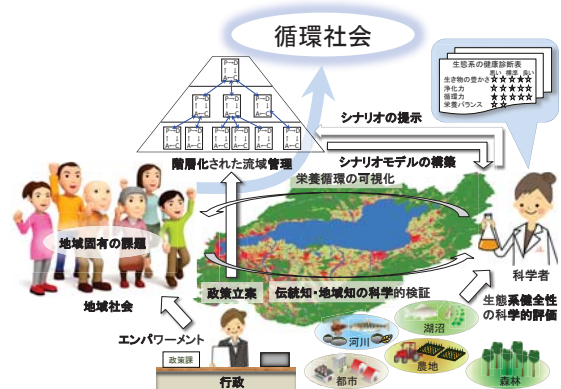 循環社会
P→D
↑ ↓
A←C
P→D
↑ ↓
A←C
P→D
↑ ↓
A←C
P→D
↑ ↓
A←C
P→D
↑ ↓
A←C
P→D
↑ ↓
A←C
P→D
↑ ↓
A←C
P→D
↑ ↓
A←C
P→D
↑ ↓
A←C
P→D
↑ ↓
A←C
階層化された流域管理
生態系の健康診断表
悪い 標準 良い
生き物の豊かさ ☆☆☆☆☆
浄化力 ★☆☆☆☆
循環力 ★☆☆☆☆
栄養バランス ☆☆
シナリオの提示
シナリオモデルの構築
栄養循環の可視化
地域固有の課題
地域社会
政策立案
伝統知・地域知の科学的検証
科学者
生態系健全性
の科学的評価
エンパワーメント
政策課
行政
河川
湖沼
都市
農地
森林